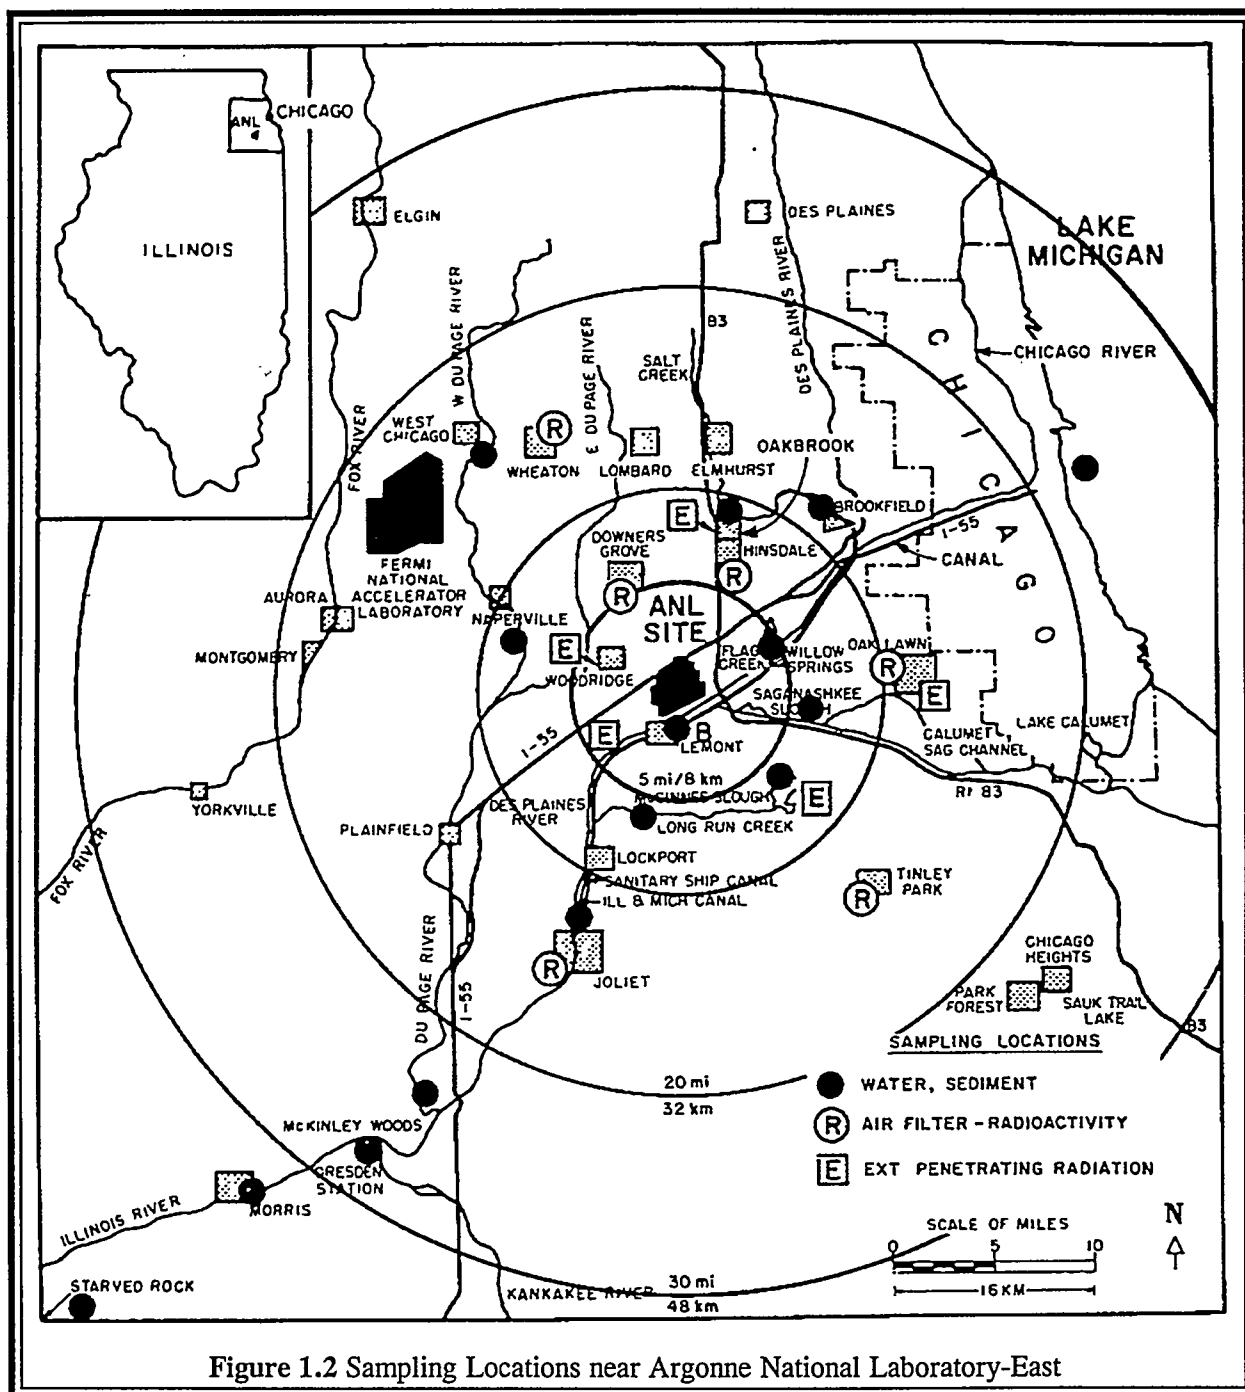 CHICAGO
ANL
ILLINOIS
ELGIN
DES PLAINES
LAKE
MICHIGAN
W DU PAGE RIVER
E DU PAGE RIVER
83
DES PLAINES RIVER
SALT
CREEK
CHICAGO RIVER
CHICAGO
FOX RIVER
WEST
CHICAGO
R
WHEATON
LOMBARD
ELMHURST
OAKBROOK
E
BROOKFIELD
I-55
DOWNERS
GROVE
HINSDALE
CANAL
FERMI
NATIONAL
ACCELERATOR
LABORATORY
R
R
AURORA
NAPERVILLE
ANL
SITE
MONTGOMERY
E
WOODRIDGE
FLAG
CREEK
WILLOW
SPRINGS
OAK LAWN
R
E
SAGANASHKEE
SLOUGH
I-55
E
B
LEMONT
CALUMET
SAG CHANNEL
LAKE CALUMET
5 mi/8 km
McGINNES SLOUGH
E
Rt 83
YORKVILLE
DES PLAINES
RIVER
PLAINFIELD
LONG RUN CREEK
FOX RIVER
LOCKPORT
SANITARY SHIP CANAL
ILL & MICH CANAL
TINLEY
PARK
R
DU PAGE RIVER
I-55
R
JOLIET
CHICAGO
HEIGHTS
PARK
FOREST
SAUK TRAIL
LAKE
83
SAMPLING LOCATIONS
20 mi
32 km
WATER, SEDIMENT
R AIR FILTER - RADIOACTIVITY
E EXT PENETRATING RADIATION
McKINLEY WOODS
DRESDEN
STATION
MORRIS
ILLINOIS RIVER
STARVED ROCK
KANKAKEE RIVER
30 mi
48 km
SCALE OF MILES
0 5 10
16 KM
N
Figure 1.2 Sampling Locations near Argonne National Laboratory-East